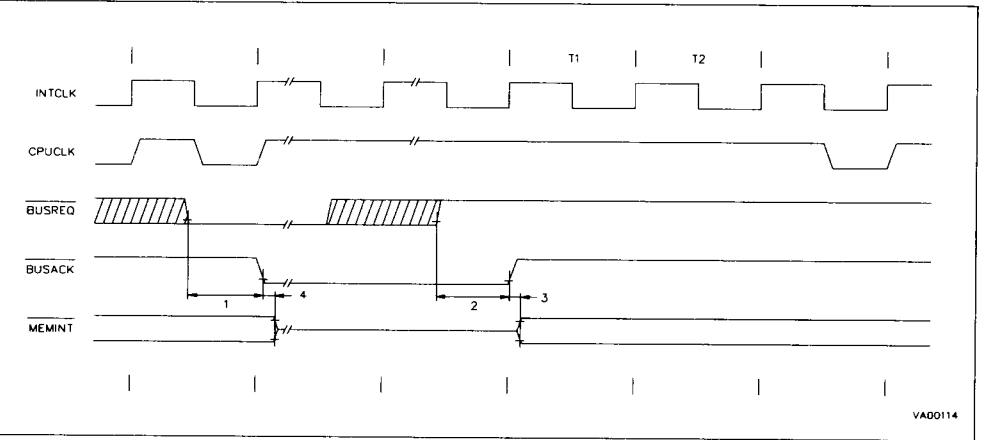 T1 T2
INTCLK
CPUCLK
BUSREQ
BUSACK
1 4 2 3
MEMINT
VA00114